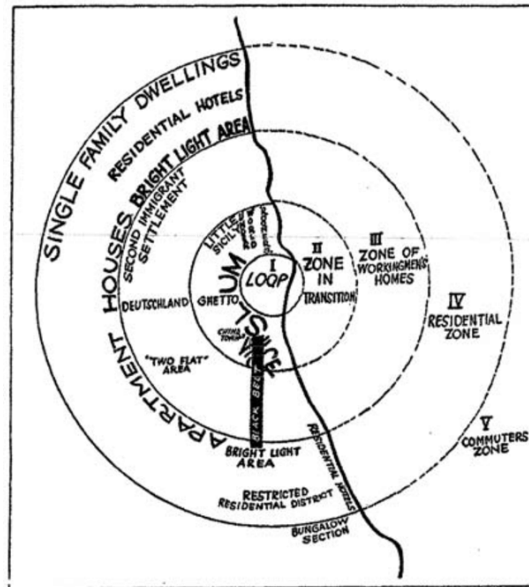 SINGLE FAMILY DWELLINGS
RESIDENTIAL HOTELS
BRIGHT LIGHT AREA
SECOND IMMIGRANT
SETTLEMENT
APARTMENT HOUSES
LITTLE
SICILY
I
LOOP
II
ZONE
IN
TRANSITION
III
ZONE OF
WORKINGMEN'S
HOMES
IV
RESIDENTIAL
ZONE
V
COMMUTERS
ZONE
DEUTSCHLAND
GHETTO
SLUM
CHINA
TOWN
VICE
"TWO FLAT"
AREA
BLACK BELT
BRIGHT LIGHT
AREA
RESIDENTIAL HOTELS
RESTRICTED
RESIDENTIAL DISTRICT
BUNGALOW
SECTION